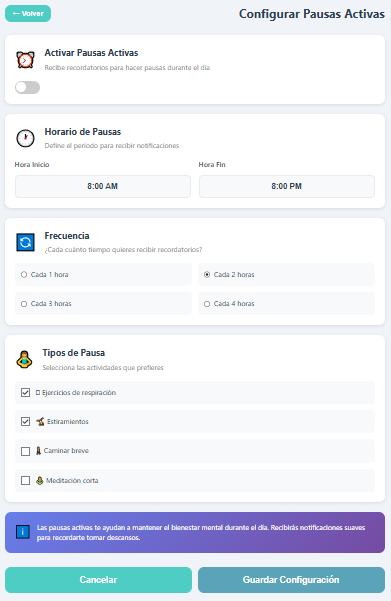 ← Volver
Configurar Pausas Activas
Activar Pausas Activas
Recibe recordatorios para hacer pausas durante el día
Horario de Pausas
Define el periodo para recibir notificaciones
Hora Inicio
Hora Fin
8:00 AM
8:00 PM
Frecuencia
¿Cada cuánto tiempo quieres recibir recordatorios?
Cada 1 hora
Cada 2 horas
Cada 3 horas
Cada 4 horas
Tipos de Pausa
Selecciona las actividades que prefieres
Ejercicios de respiración
Estiramientos
Caminar breve
Meditación corta
Las pausas activas te ayudan a mantener el bienestar mental durante el día. Recibirás notificaciones suaves
para recordarte tomar descansos.
Cancelar
Guardar Configuración